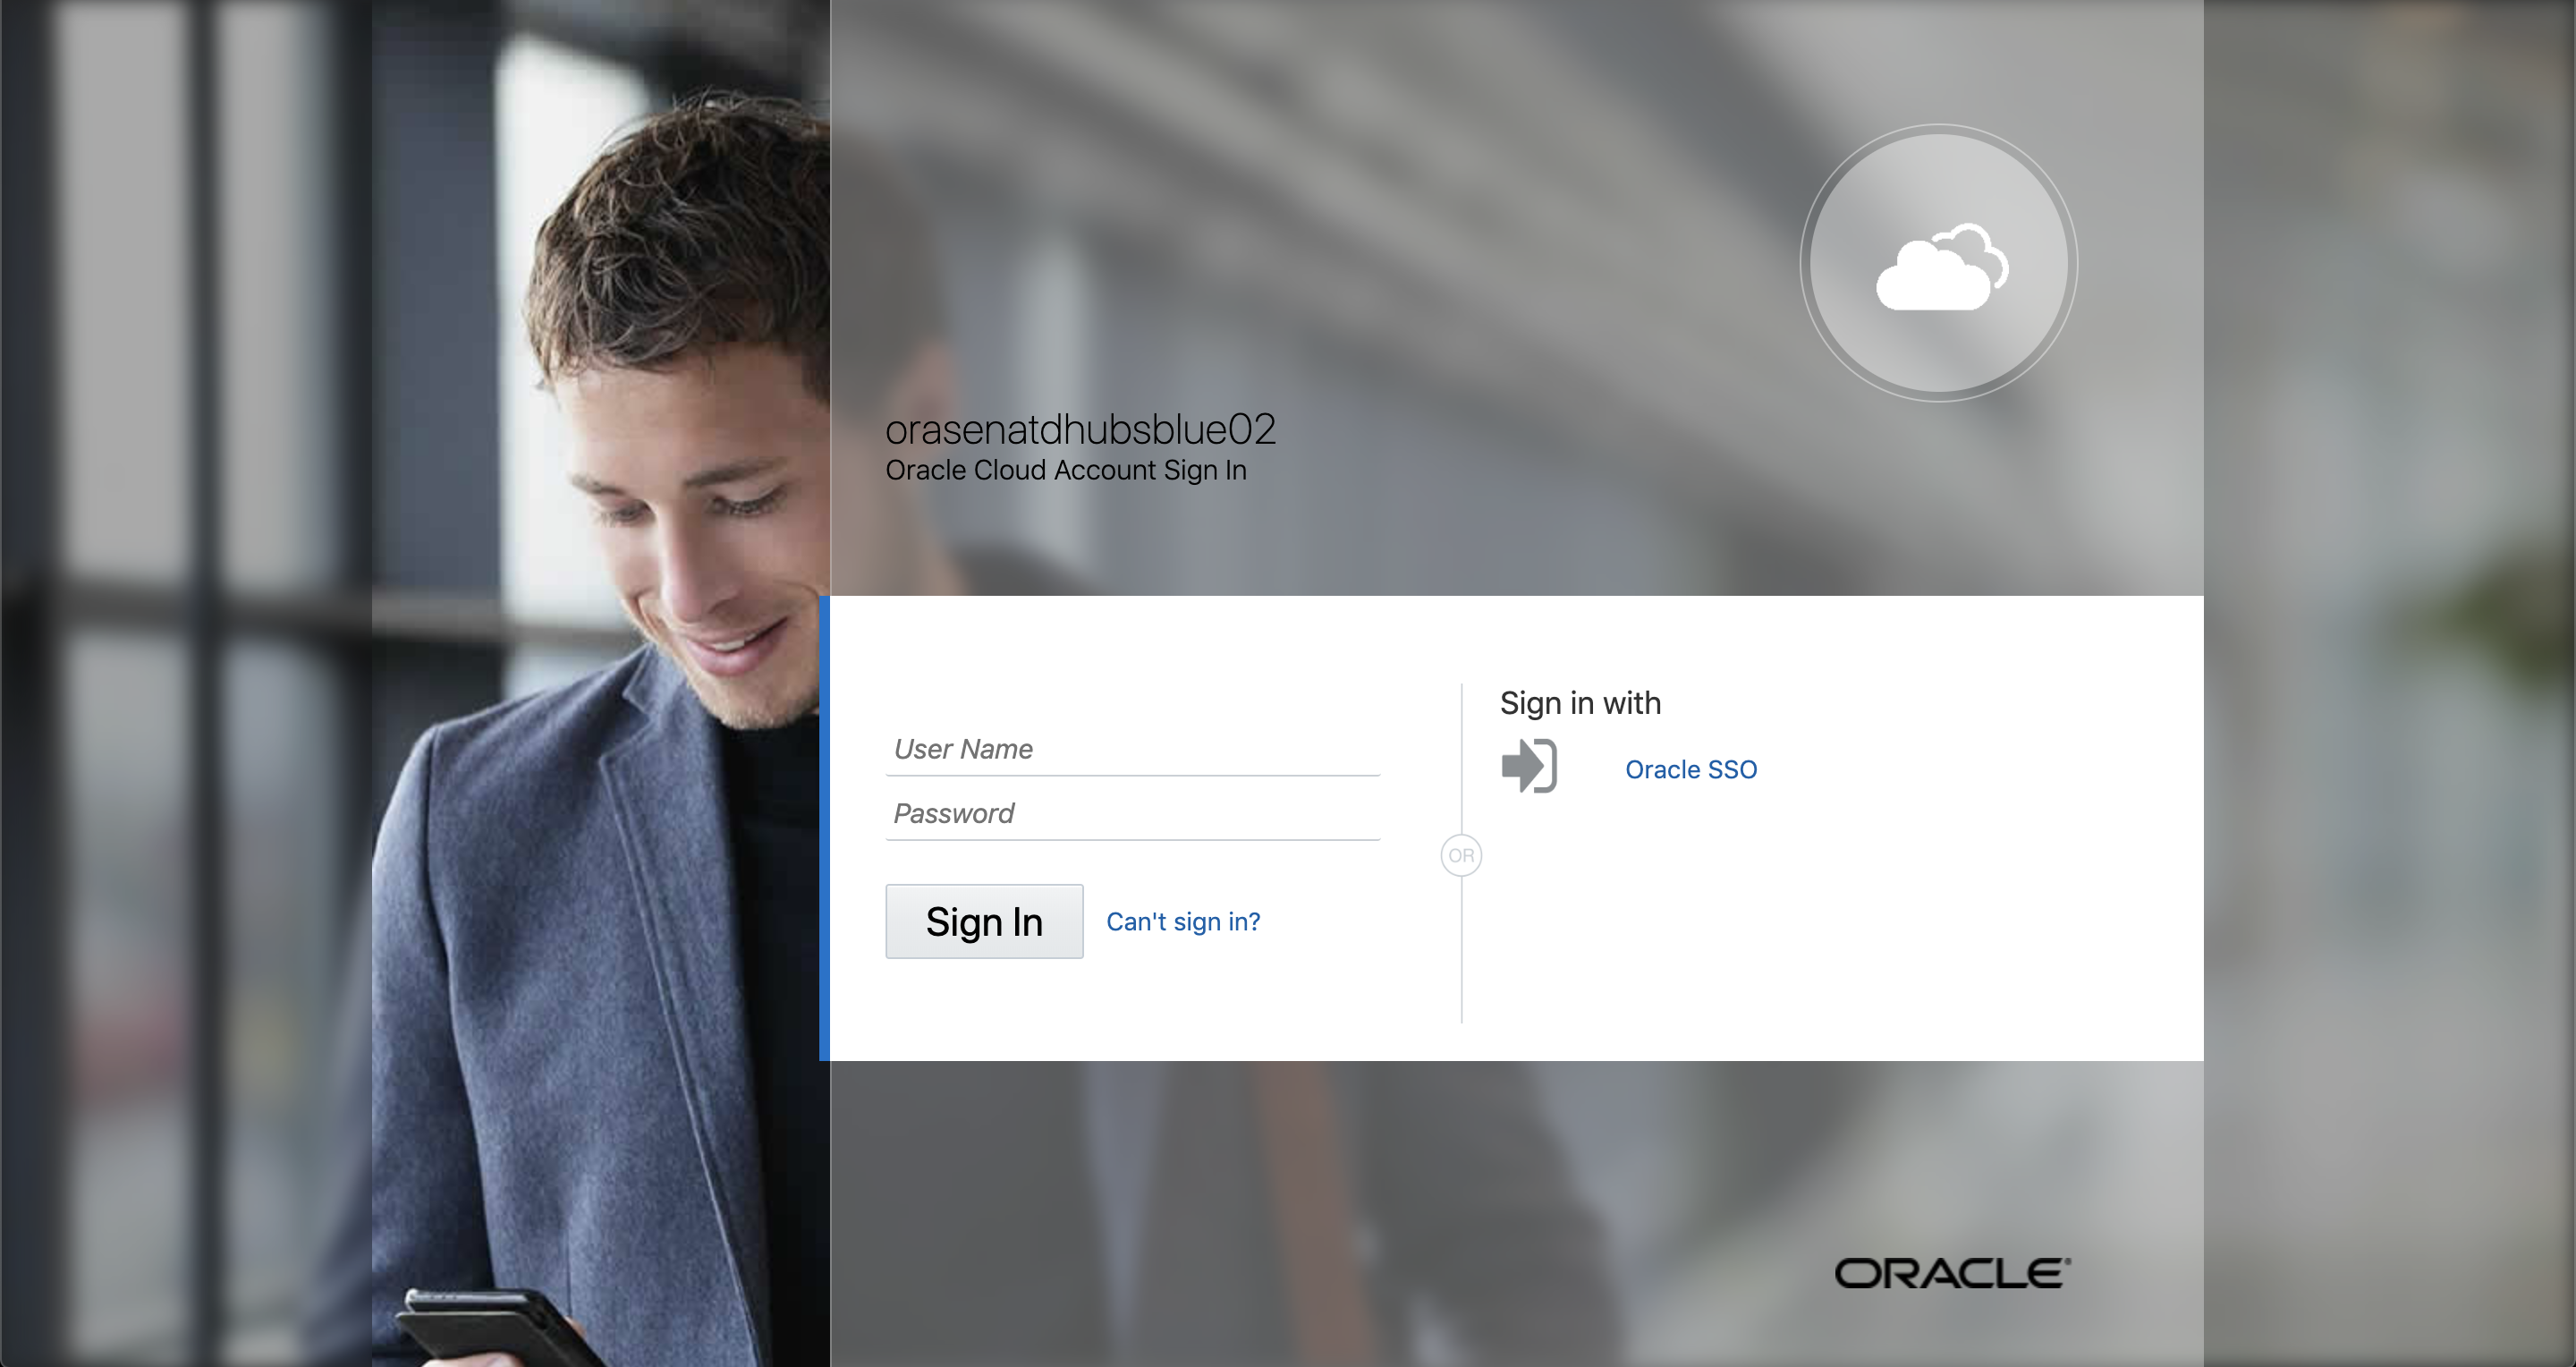 orasenatdhubsblue02
Oracle Cloud Account Sign In
User Name
Password
Sign In
Can't sign in?
OR
Sign in with
Oracle SSO
ORACLE®